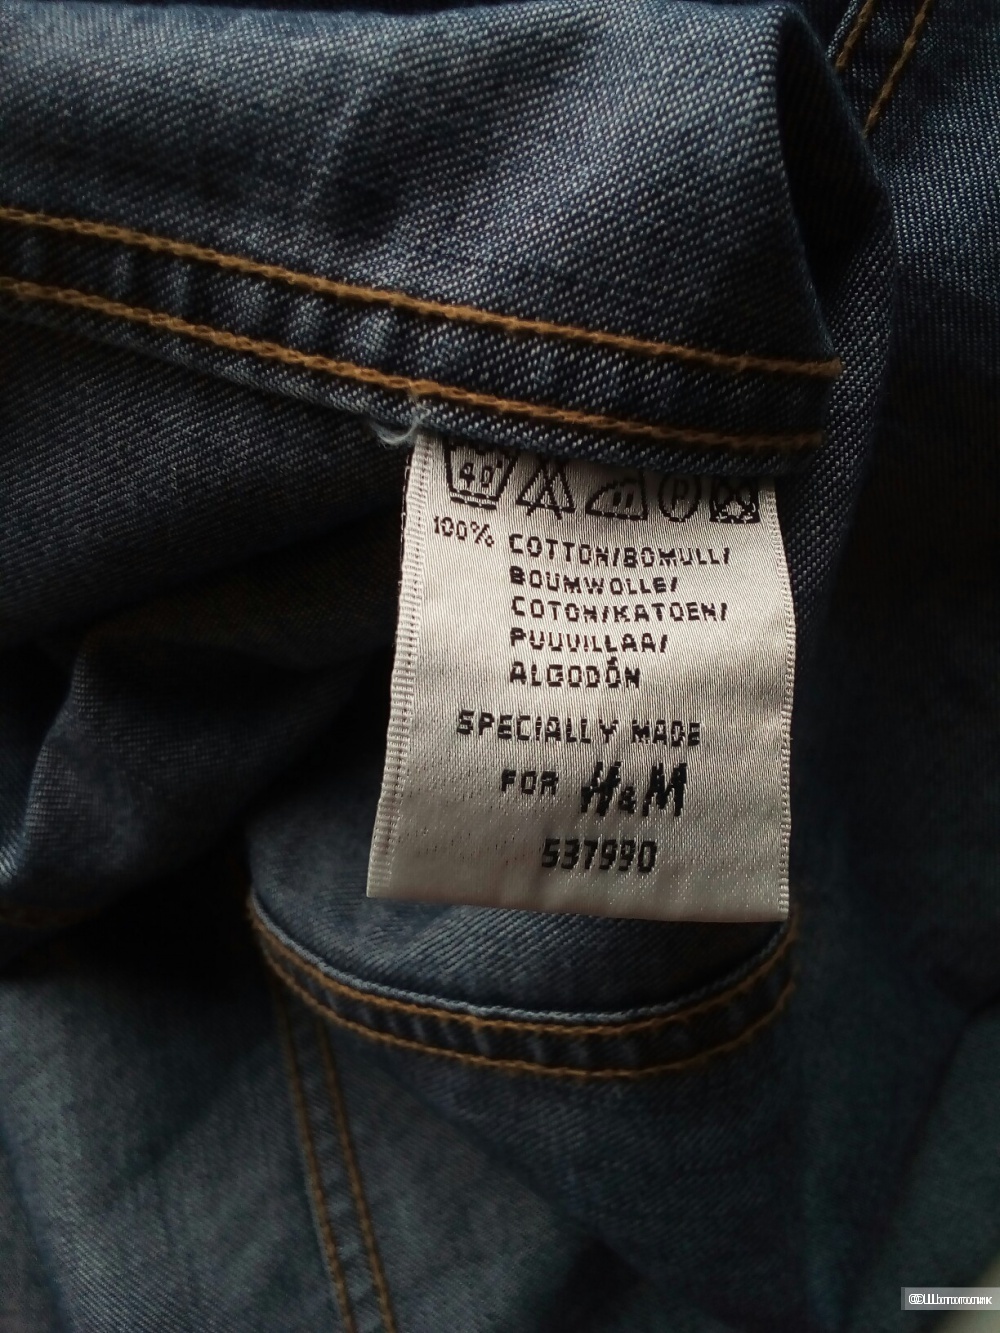 40°
P
100% COTTON/BOMULL/
BOUMWOLLE/
COTON/KATOEN/
PUUVILLAA/
ALGODÓN
SPECIALLY MADE
FOR H&M
537990